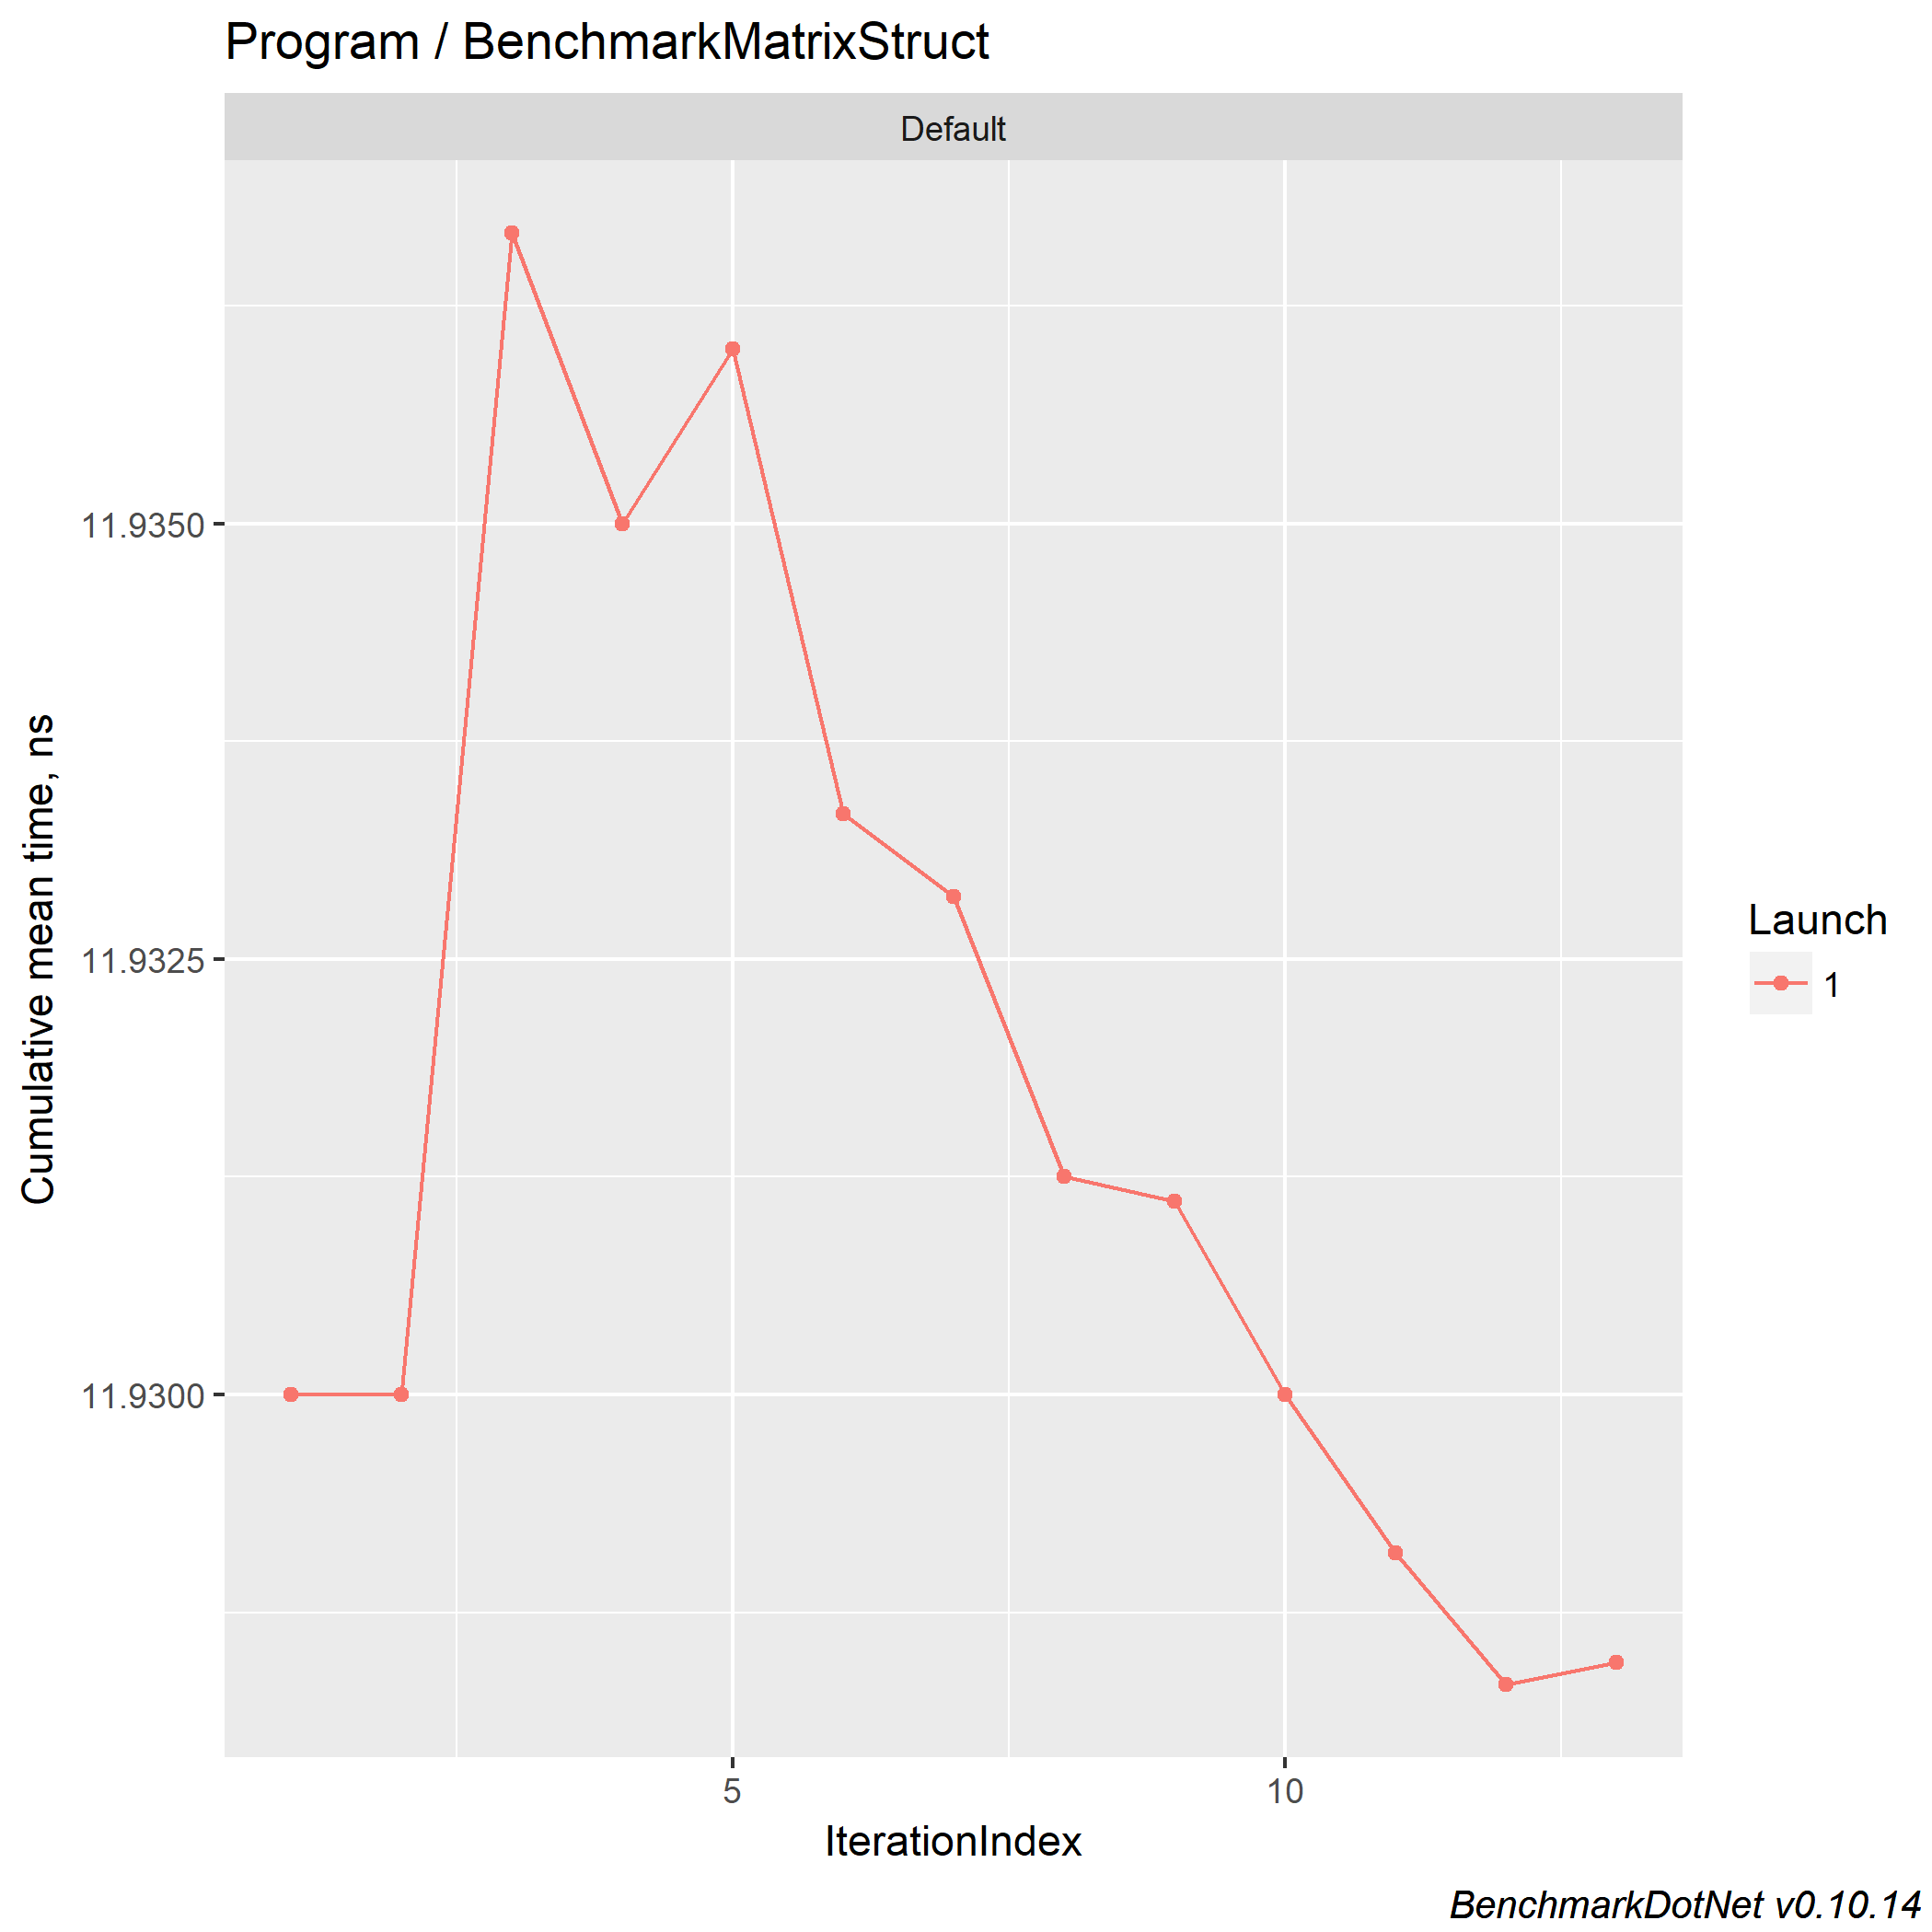 Program / BenchmarkMatrixStruct
Default
11.9350
11.9325
11.9300
Cumulative mean time, ns
5
10
IterationIndex
Launch
1
BenchmarkDotNet v0.10.14